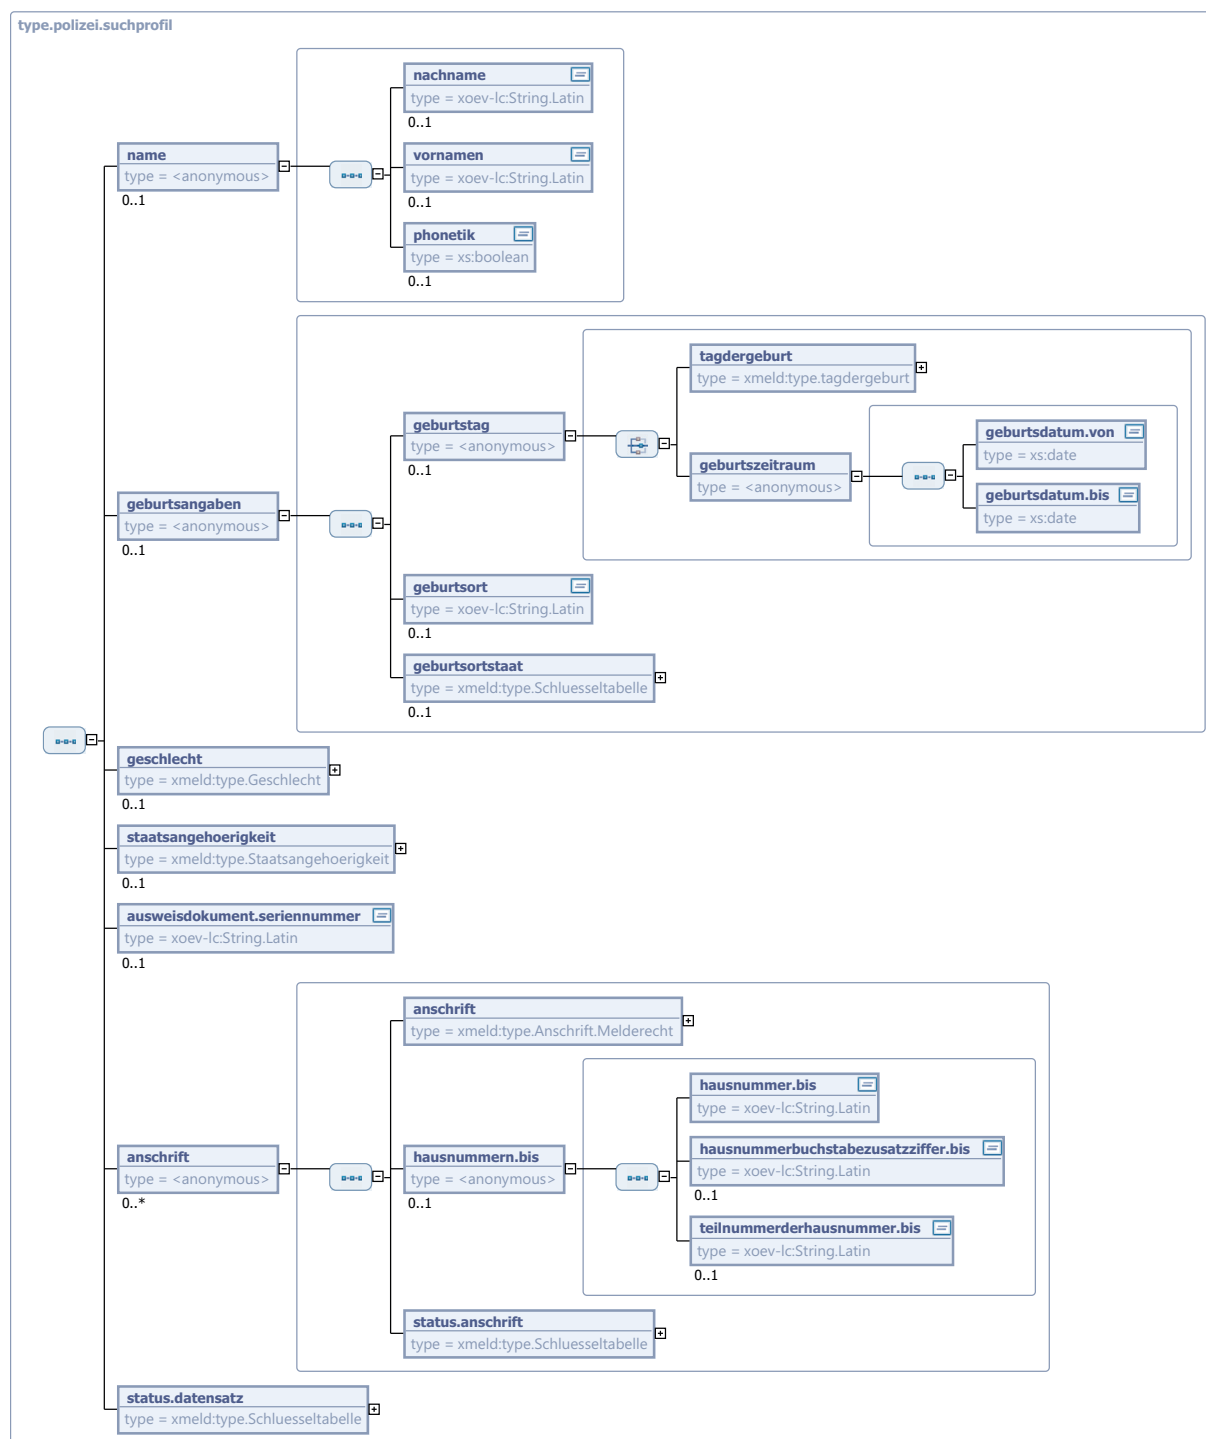 type.polizei.suchprofil
nachname
type = xoev-lc:String.Latin
0..1
name
type = <anonymous>
0..1
vornamen
type = xoev-lc:String.Latin
0..1
phonetik
type = xs:boolean
0..1
tagdergeburt
type = xmeld:type.tagdergeburt
geburtstag
type = <anonymous>
0..1
geburtsdatum.von
type = xs:date
geburtszeitraum
type = <anonymous>
geburtsdatum.bis
type = xs:date
geburtsangaben
type = <anonymous>
0..1
geburtsort
type = xoev-lc:String.Latin
0..1
geburtsortstaat
type = xmeld:type.Schluesseltabelle
0..1
geschlecht
type = xmeld:type.Geschlecht
0..1
staatsangehoerigkeit
type = xmeld:type.Staatsangehoerigkeit
0..1
ausweisdokument.seriennummer
type = xoev-lc:String.Latin
0..1
anschrift
type = xmeld:type.Anschrift.Melderecht
hausnummer.bis
type = xoev-lc:String.Latin
anschrift
type = <anonymous>
0..*
hausnummern.bis
type = <anonymous>
0..1
hausnummerbuchstabezusatzziffer.bis
type = xoev-lc:String.Latin
0..1
teilnummerderhausnummer.bis
type = xoev-lc:String.Latin
0..1
status.anschrift
type = xmeld:type.Schluesseltabelle
status.datensatz
type = xmeld:type.Schluesseltabelle